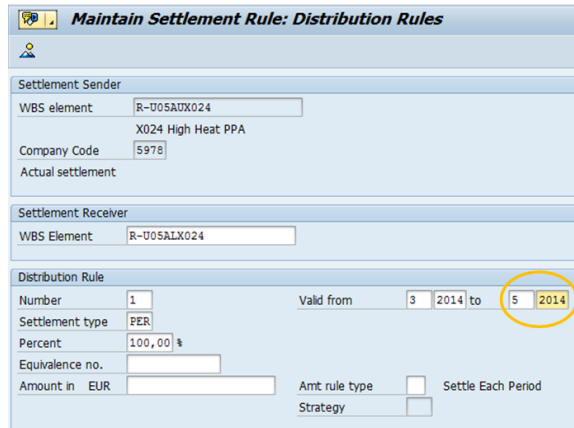 Maintain Settlement Rule: Distribution Rules
Settlement Sender
WBS element R-U05AUX024
X024 High Heat PPA
Company Code 5978
Actual settlement
Settlement Receiver
WBS Element R-U05ALX024
Distribution Rule
Number 1 Valid from 3 2014 to 5 2014
Settlement type PER
Percent 100,00 %
Equivalence no.
Amount in EUR Amt rule type Settle Each Period
Strategy